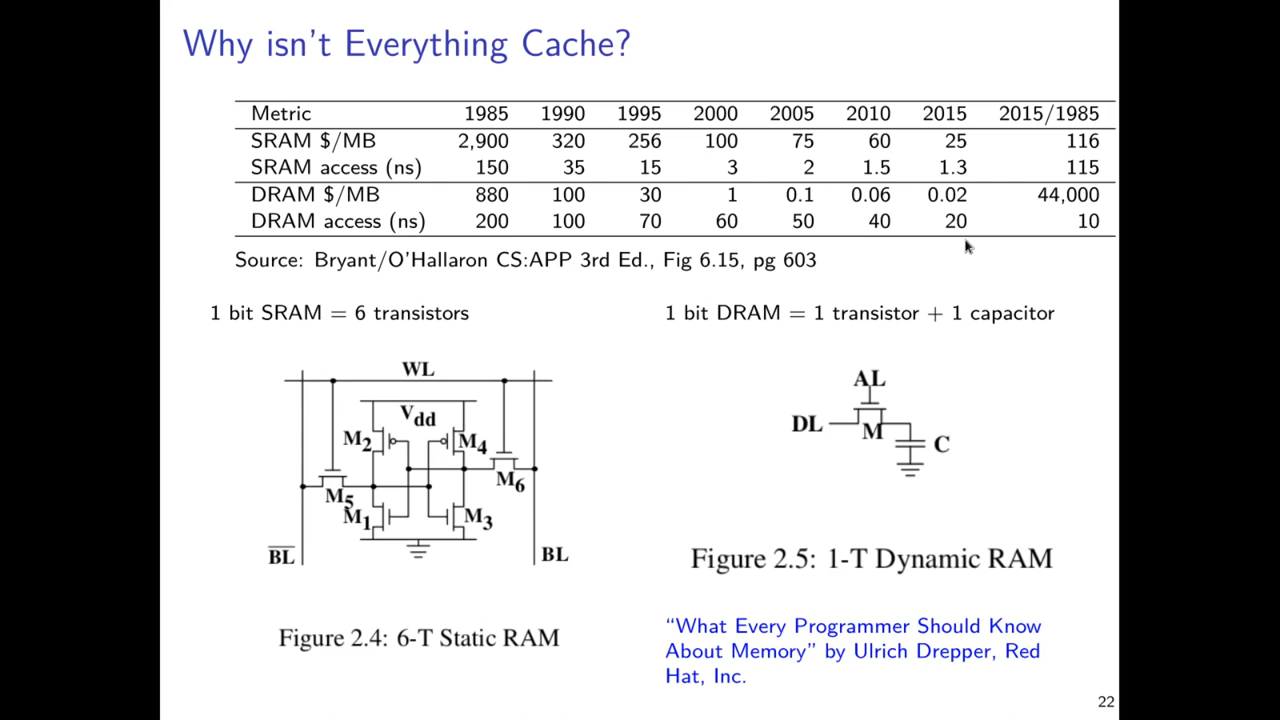 Why isn't Everything Cache?
Metric 1985 1990 1995 2000 2005 2010 2015 2015/1985
SRAM $/MB 2,900 320 256 100 75 60 25 116
SRAM access (ns) 150 35 15 3 2 1.5 1.3 115
DRAM $/MB 880 100 30 1 0.1 0.06 0.02 44,000
DRAM access (ns) 200 100 70 60 50 40 20 10
Source: Bryant/O'Hallaron CS:APP 3rd Ed., Fig 6.15, pg 603
1 bit SRAM = 6 transistors
WL
Vdd
M2
M4
M5
M6
M1
M3
BL
BL
Figure 2.4: 6-T Static RAM
1 bit DRAM = 1 transistor + 1 capacitor
AL
DL
M
C
Figure 2.5: 1-T Dynamic RAM
"What Every Programmer Should Know
About Memory" by Ulrich Drepper, Red
Hat, Inc.
22